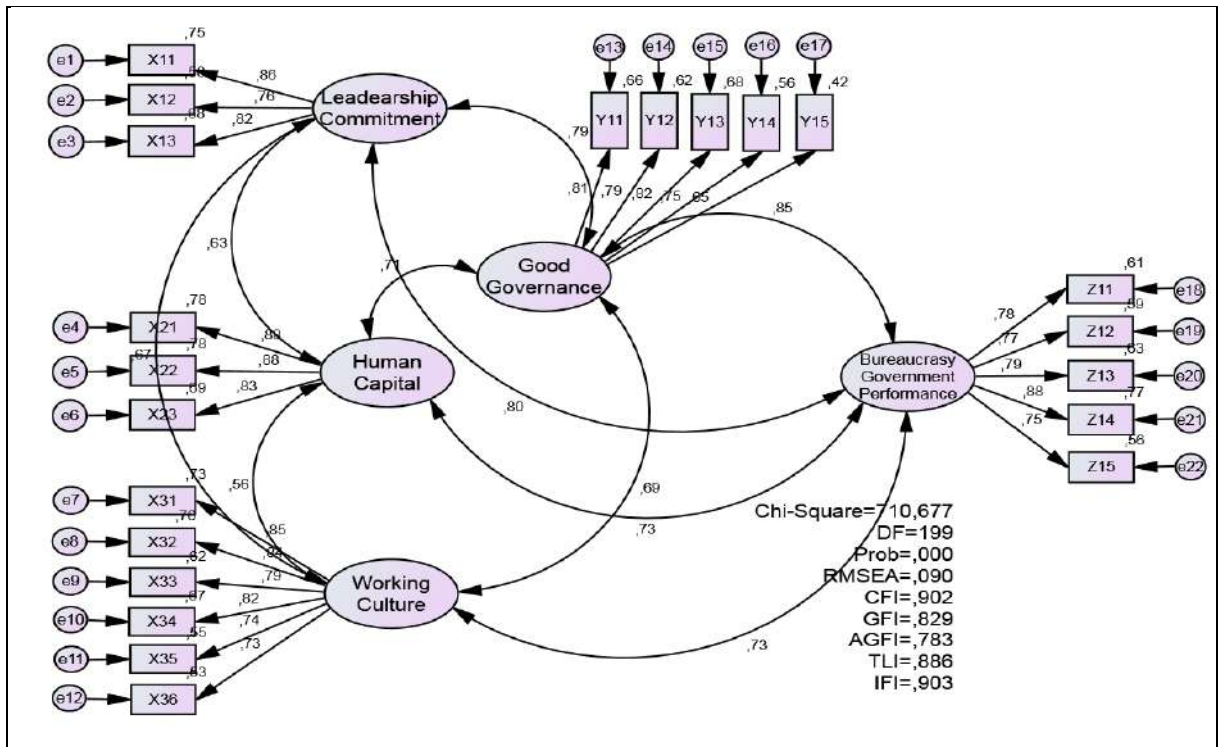 ,75
e1
X11
,86
e2
X12
,76
e3
X13
,82
Leadearship
Commitment
e13
e14
e15
e16
e17
,66
,62
,68
,56
,42
Y11
Y12
Y13
Y14
Y15
,79
,81
,79
,82
,75
,85
,63
,71
Good
Governance
,78
e4
X21
,78
e5
X22
,88
,67
,69
e6
X23
,83
Human
Capital
,80
,61
Z11
e18
,78
,59
Z12
e19
,77
,63
Z13
e20
,79
,77
Z14
e21
,88
,56
Z15
e22
,75
Bureaucrasy
Government
Performance
,73
e7
X31
,56
,85
,70
e8
X32
,62
e9
X33
,79
,67
e10
X34
,82
,55
e11
X35
,74
,53
e12
X36
,73
Working
Culture
,69
,73
,73
Chi-Square=710,677
DF=199
Prob=,000
RMSEA=,090
CFI=,902
GFI=,829
AGFI=,783
TLI=,886
IFI=,903